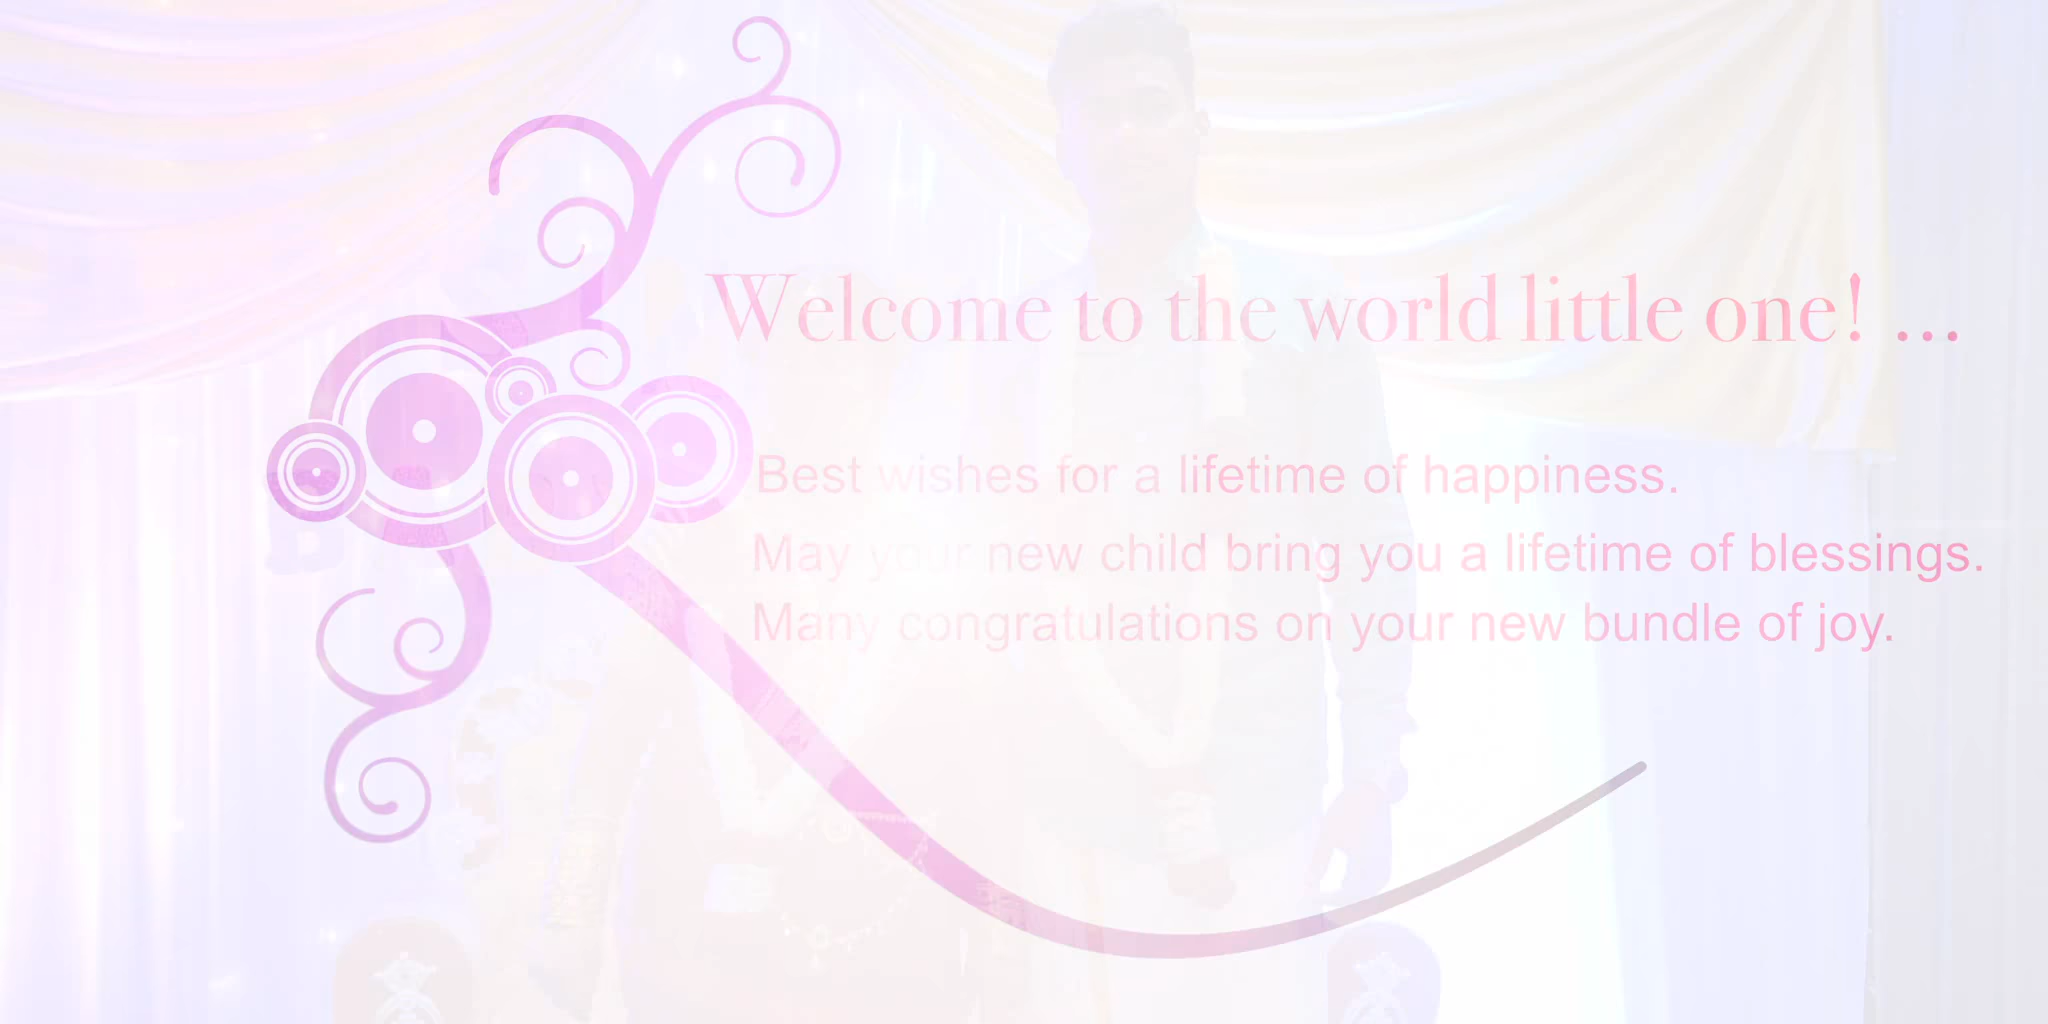 Welcome to the world little one! ...
Best wishes for a lifetime of happiness.
May your new child bring you a lifetime of blessings.
Many congratulations on your new bundle of joy.